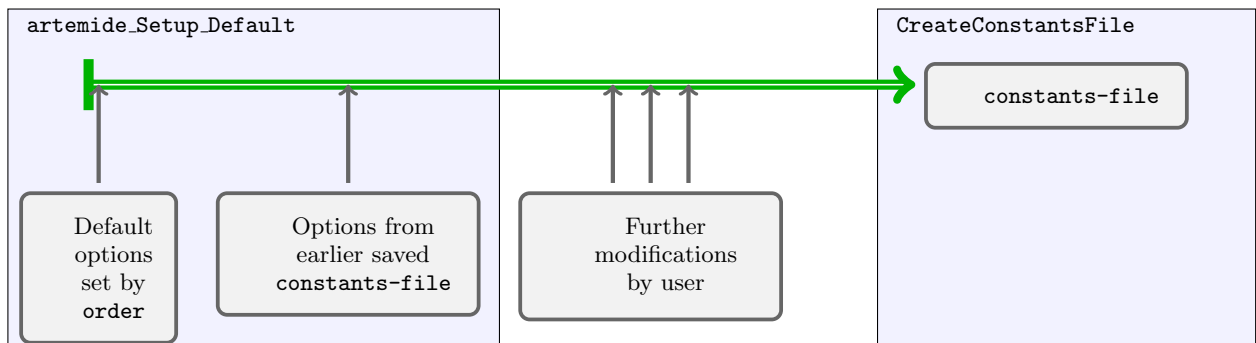 artemide_Setup_Default
CreateConstantsFile
constants-file
Default
options
set by
order
Options from
earlier saved
constants-file
Further
modifications
by user